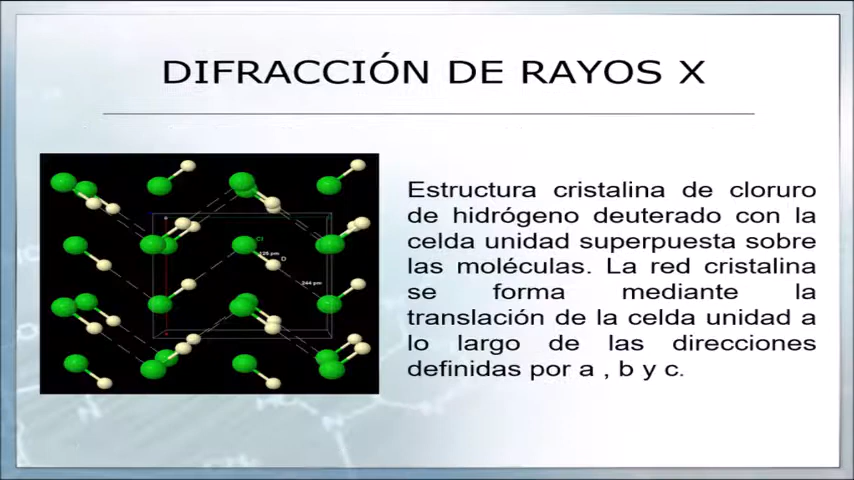 DIFRACCIÓN DE RAYOS X
Estructura cristalina de cloruro
de hidrógeno deuterado con la
celda unidad superpuesta sobre
las moléculas. La red cristalina
se forma mediante la
translación de la celda unidad a
lo largo de las direcciones
definidas por a , b y c.
Cl
D